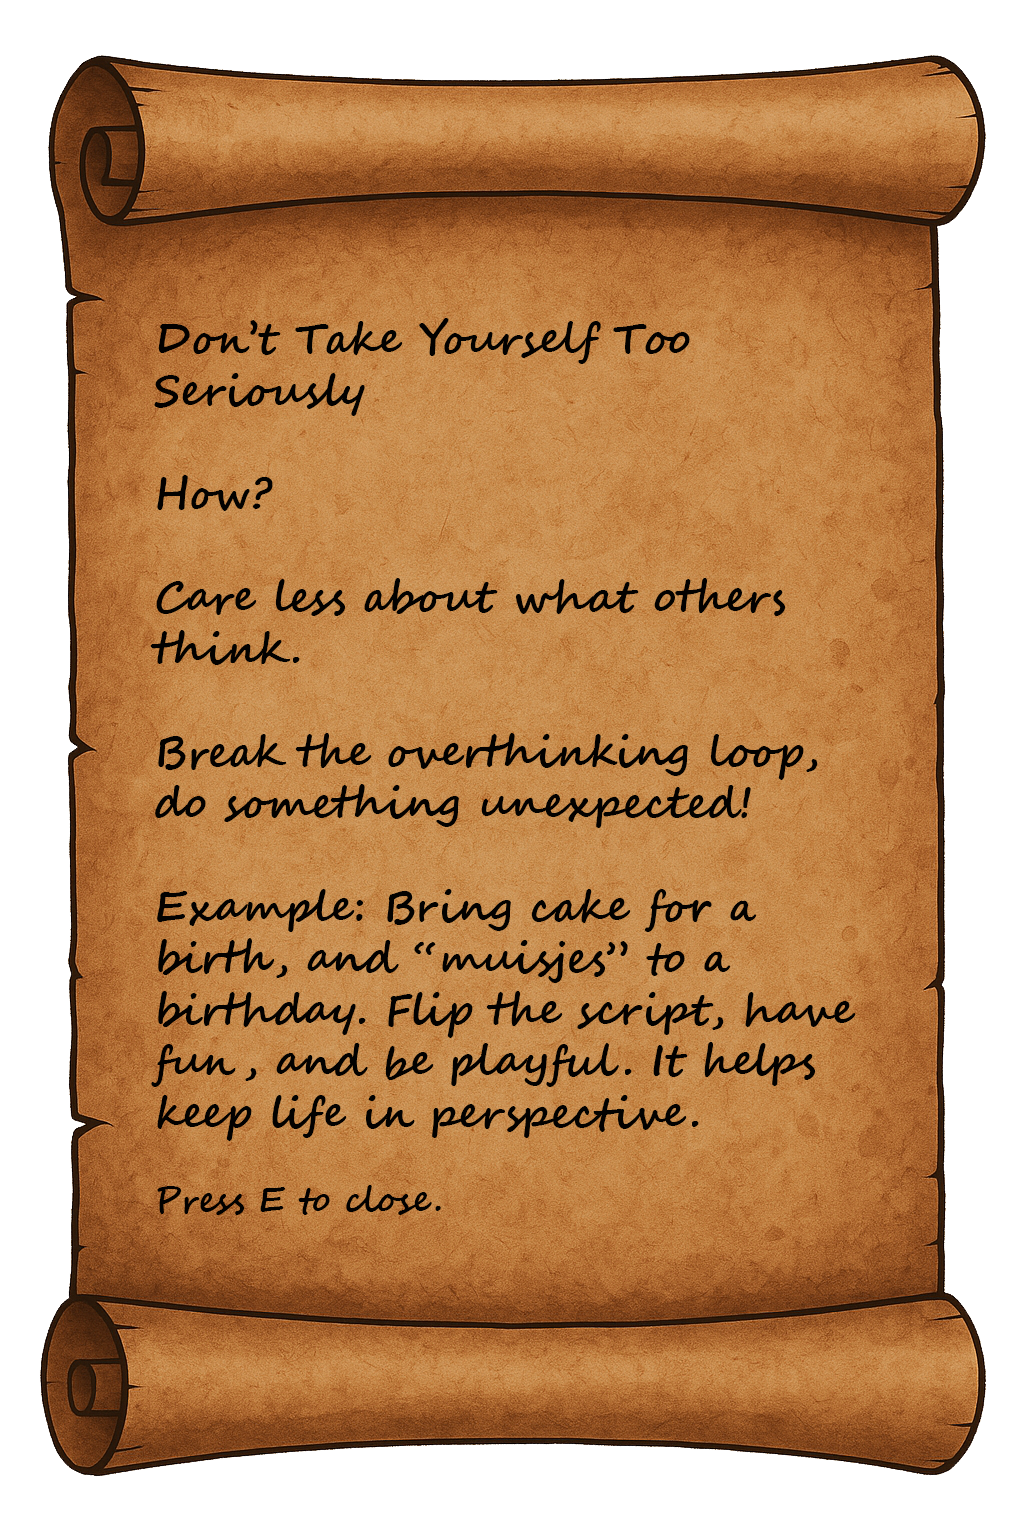 Don’t Take Yourself Too
Seriously
How?
Care less about what others
think.
Break the overthinking loop,
do something unexpected!
Example: Bring cake for a
birth, and “muisjes” to a
birthday. Flip the script, have
fun, and be playful. It helps
keep life in perspective.
Press E to close.